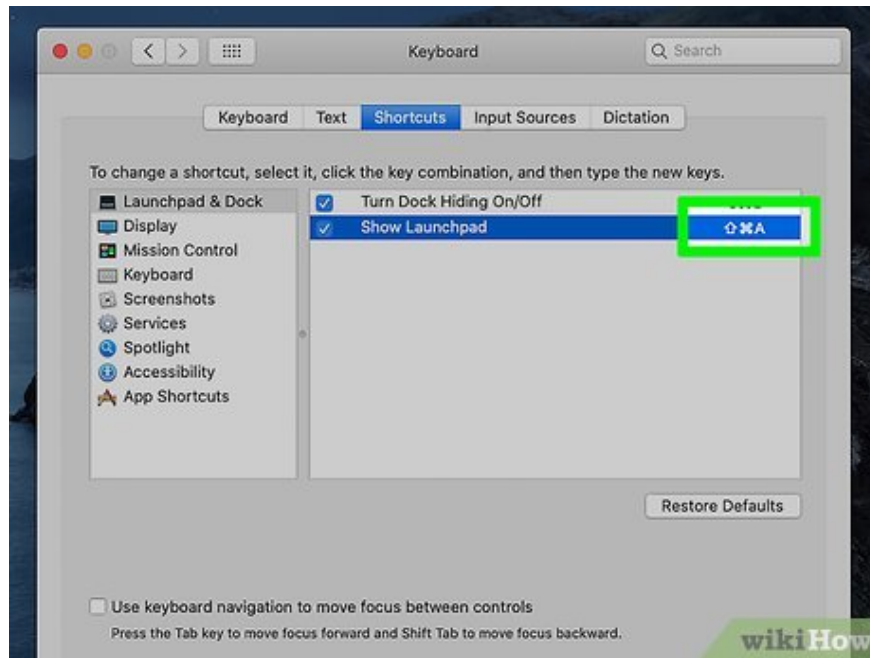 Keyboard
Search
Keyboard Text Shortcuts Input Sources Dictation
To change a shortcut, select it, click the key combination, and then type the new keys.
Launchpad & Dock
Display
Mission Control
Keyboard
Screenshots
Services
Spotlight
Accessibility
App Shortcuts
Turn Dock Hiding On/Off
Show Launchpad ⇧⌘A
Restore Defaults
Use keyboard navigation to move focus between controls
Press the Tab key to move focus forward and Shift Tab to move focus backward.
wikiHow